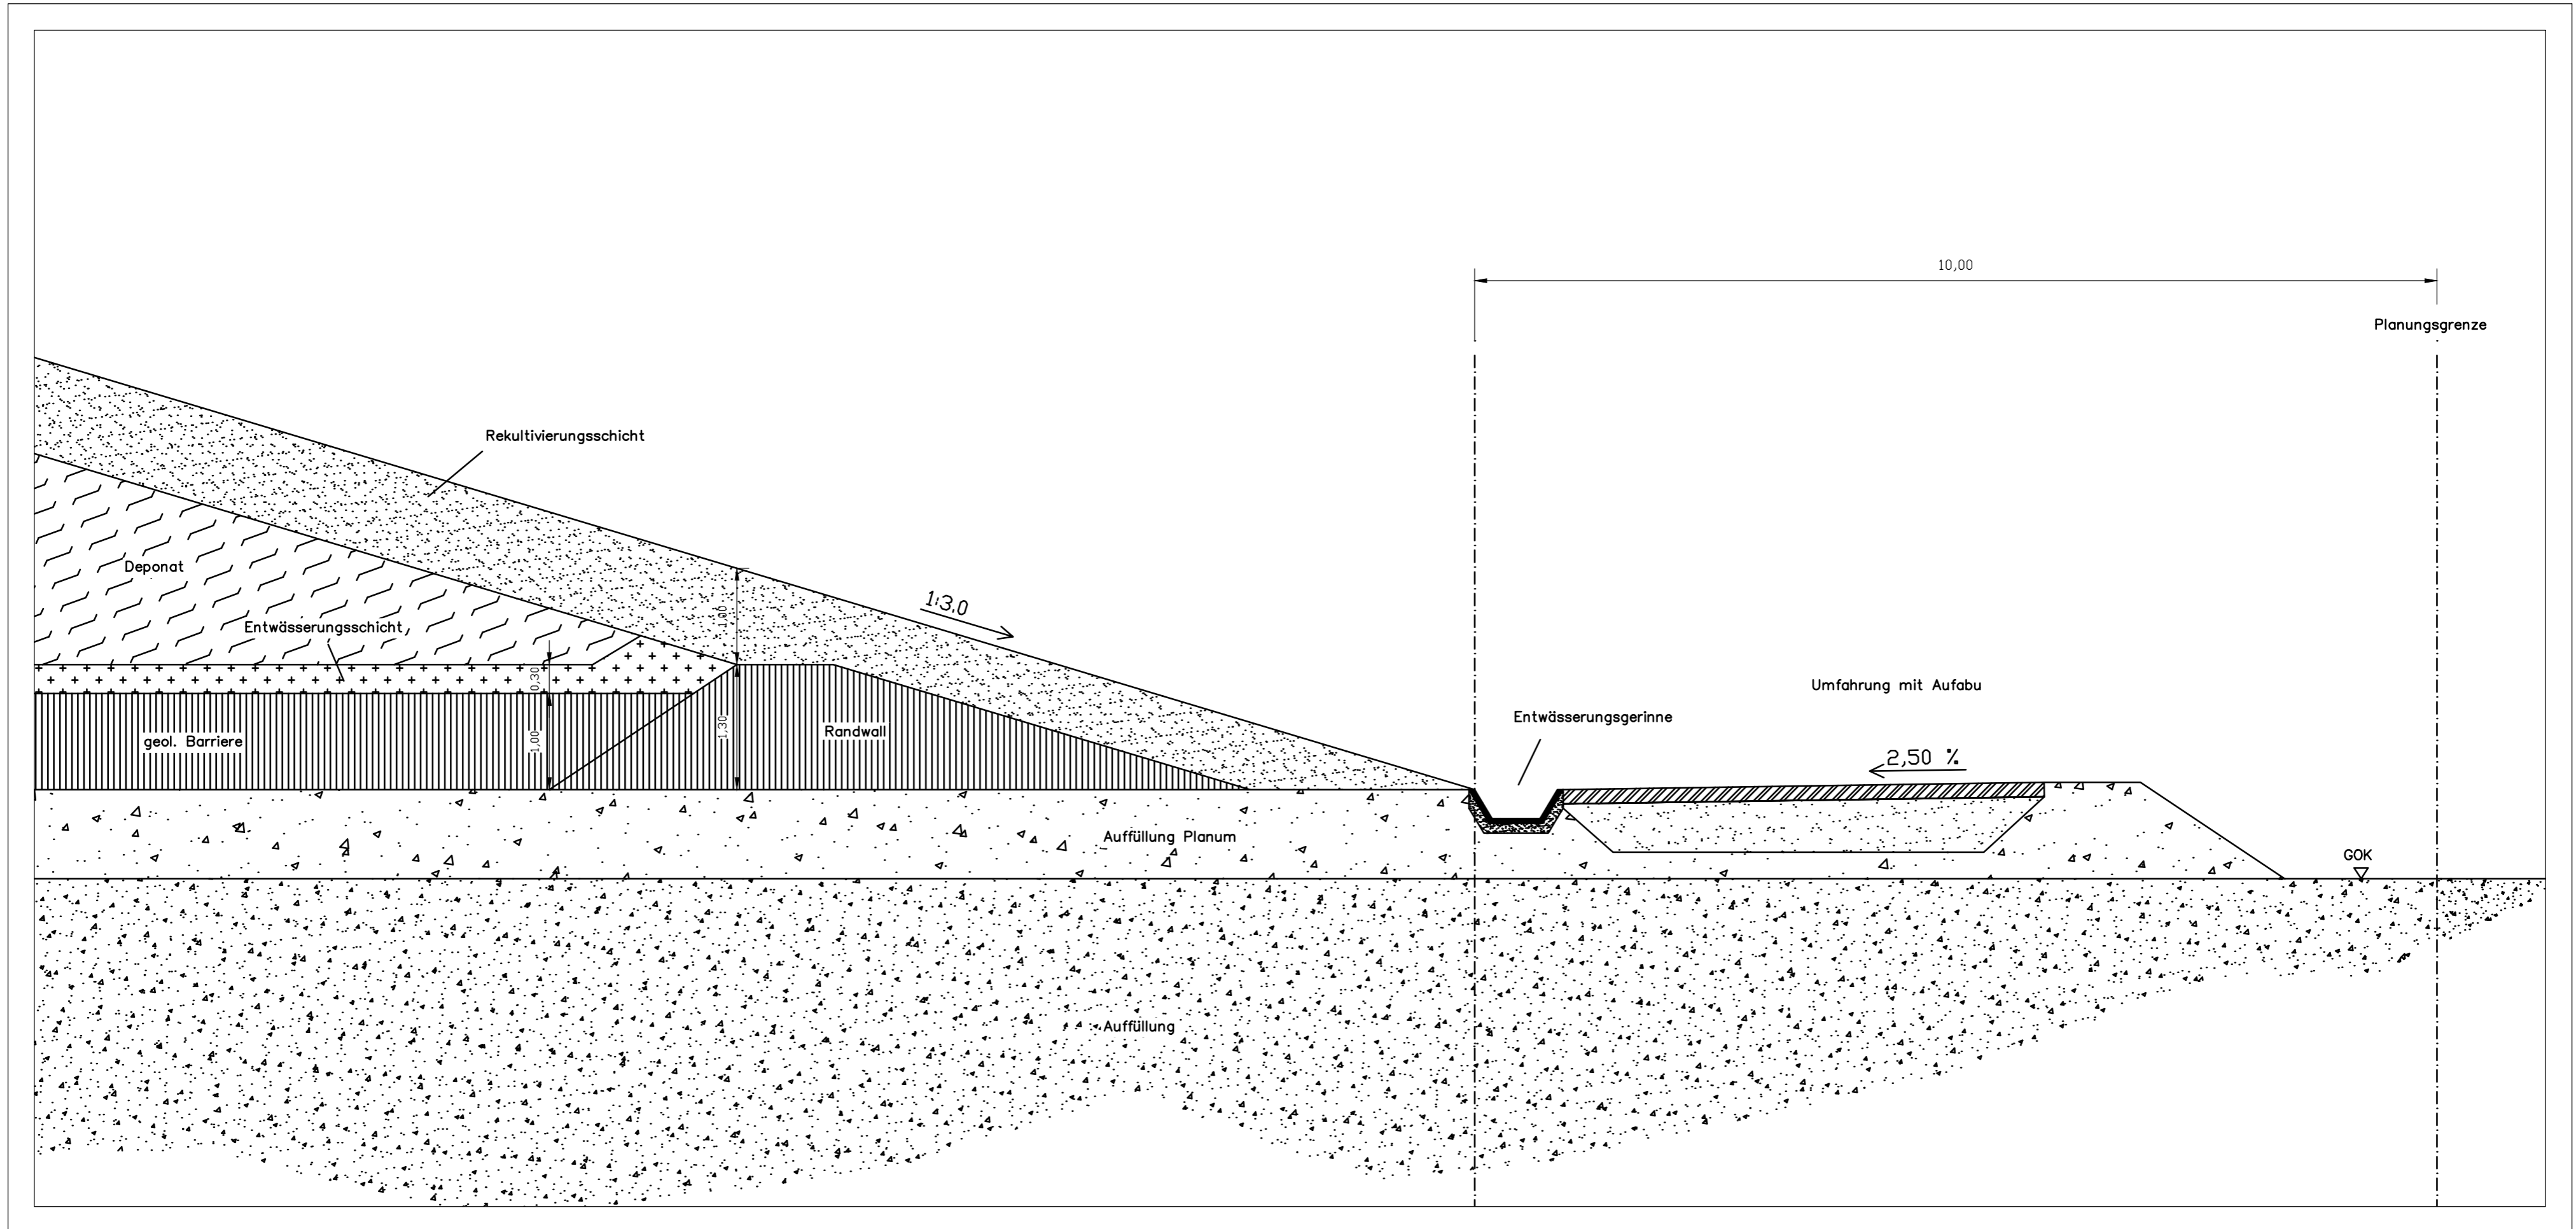 10,00
Planungsgrenze
Rekultivierungsschicht
Deponat
1,00
1:3,0
Entwässerungsschicht
0,30
Umfahrung mit Aufabu
Entwässerungsgerinne
geol. Barriere
1,00
1,30
Randwall
2,50 %
Auffüllung Planum
GOK
Auffüllung